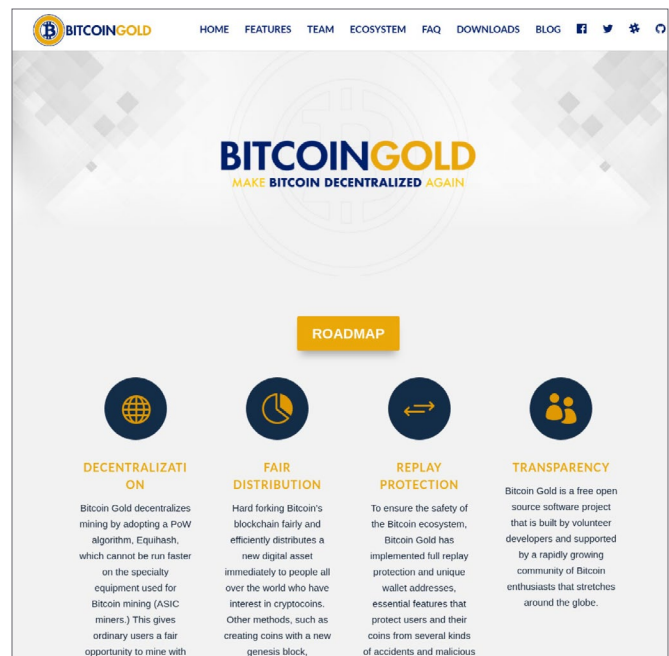 BITCOINGOLD
HOME FEATURES TEAM ECOSYSTEM FAQ DOWNLOADS BLOG
BITCOINGOLD
MAKE BITCOIN DECENTRALIZED AGAIN
ROADMAP
DECENTRALIZATI
ON
Bitcoin Gold decentralizes
mining by adopting a PoW
algorithm, Equihash,
which cannot be run faster
on the specialty
equipment used for
Bitcoin mining (ASIC
miners.) This gives
ordinary users a fair
opportunity to mine with
FAIR
DISTRIBUTION
Hard forking Bitcoin's
blockchain fairly and
efficiently distributes a
new digital asset
immediately to people all
over the world who have
interest in cryptocoins.
Other methods, such as
creating coins with a new
genesis block,
REPLAY
PROTECTION
To ensure the safety of
the Bitcoin ecosystem,
Bitcoin Gold has
implemented full replay
protection and unique
wallet addresses,
essential features that
protect users and their
coins from several kinds
of accidents and malicious
TRANSPARENCY
Bitcoin Gold is a free open
source software project
that is built by volunteer
developers and supported
by a rapidly growing
community of Bitcoin
enthusiasts that stretches
around the globe.